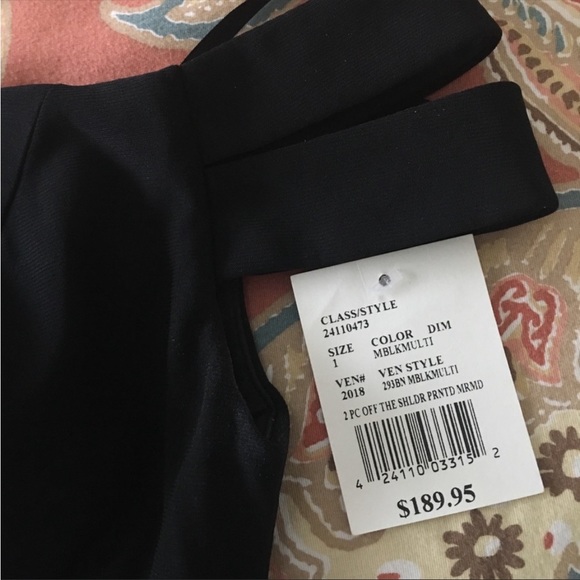 CLASS/STYLE
24110473
SIZE COLOR DIM
1 MBLKMULTI
VEN# VEN STYLE
2018 293BN MBLKMULTI
2 PC OFF THE SHLDR PRNTD MRMD
4 24110 03315 2
$189.95